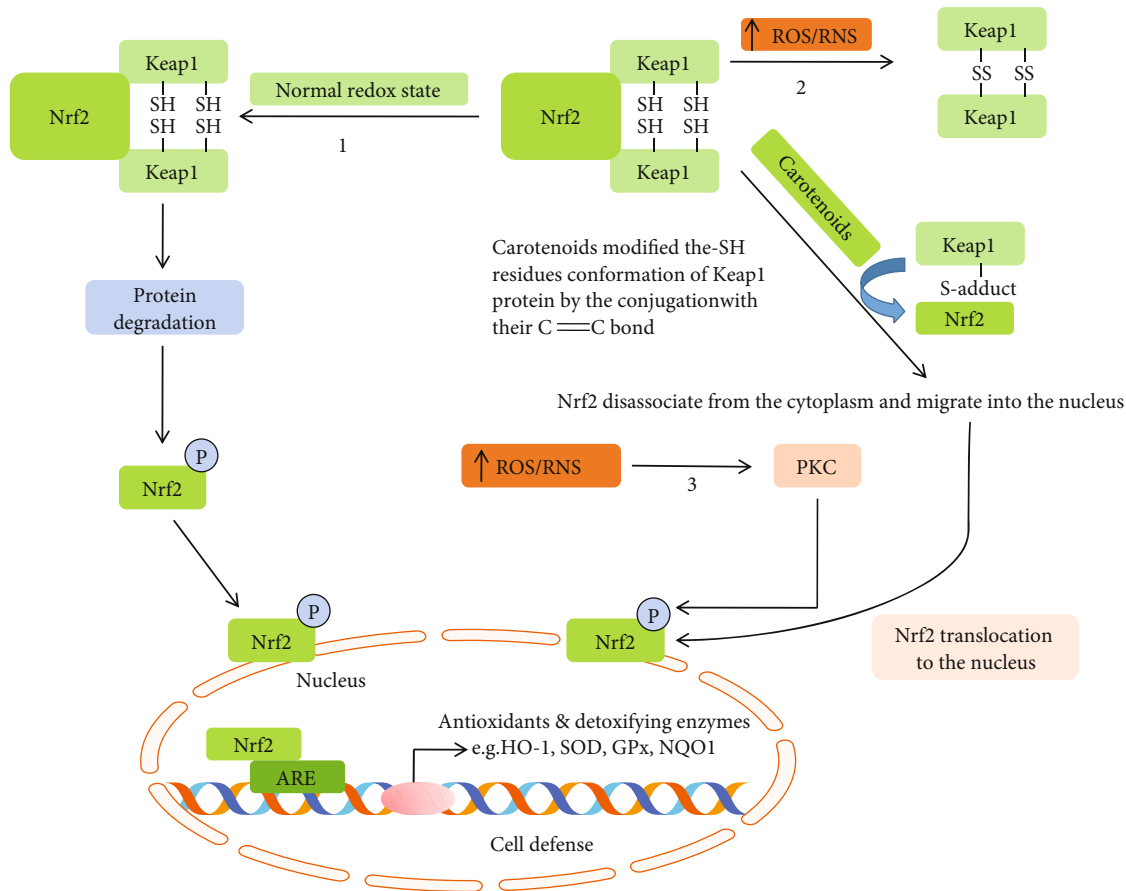 Keap1
SH SH
SH SH
Keap1
Nrf2
Normal redox state
1
Keap1
SH SH
SH SH
Keap1
Nrf2
ROS/RNS
2
Keap1
SS SS
Keap1
Carotenoids
Keap1
S-adduct
Nrf2
Carotenoids modified the-SH
residues conformation of Keap1
protein by the conjugationwith
their C═C bond
Protein
degradation
Nrf2 disassociate from the cytoplasm and migrate into the nucleus
P
Nrf2
ROS/RNS
3
PKC
P
Nrf2
P
Nrf2
Nrf2 translocation
to the nucleus
Nucleus
Antioxidants & detoxifying enzymes
e.g.HO-1, SOD, GPx, NQO1
Nrf2
ARE
Cell defense